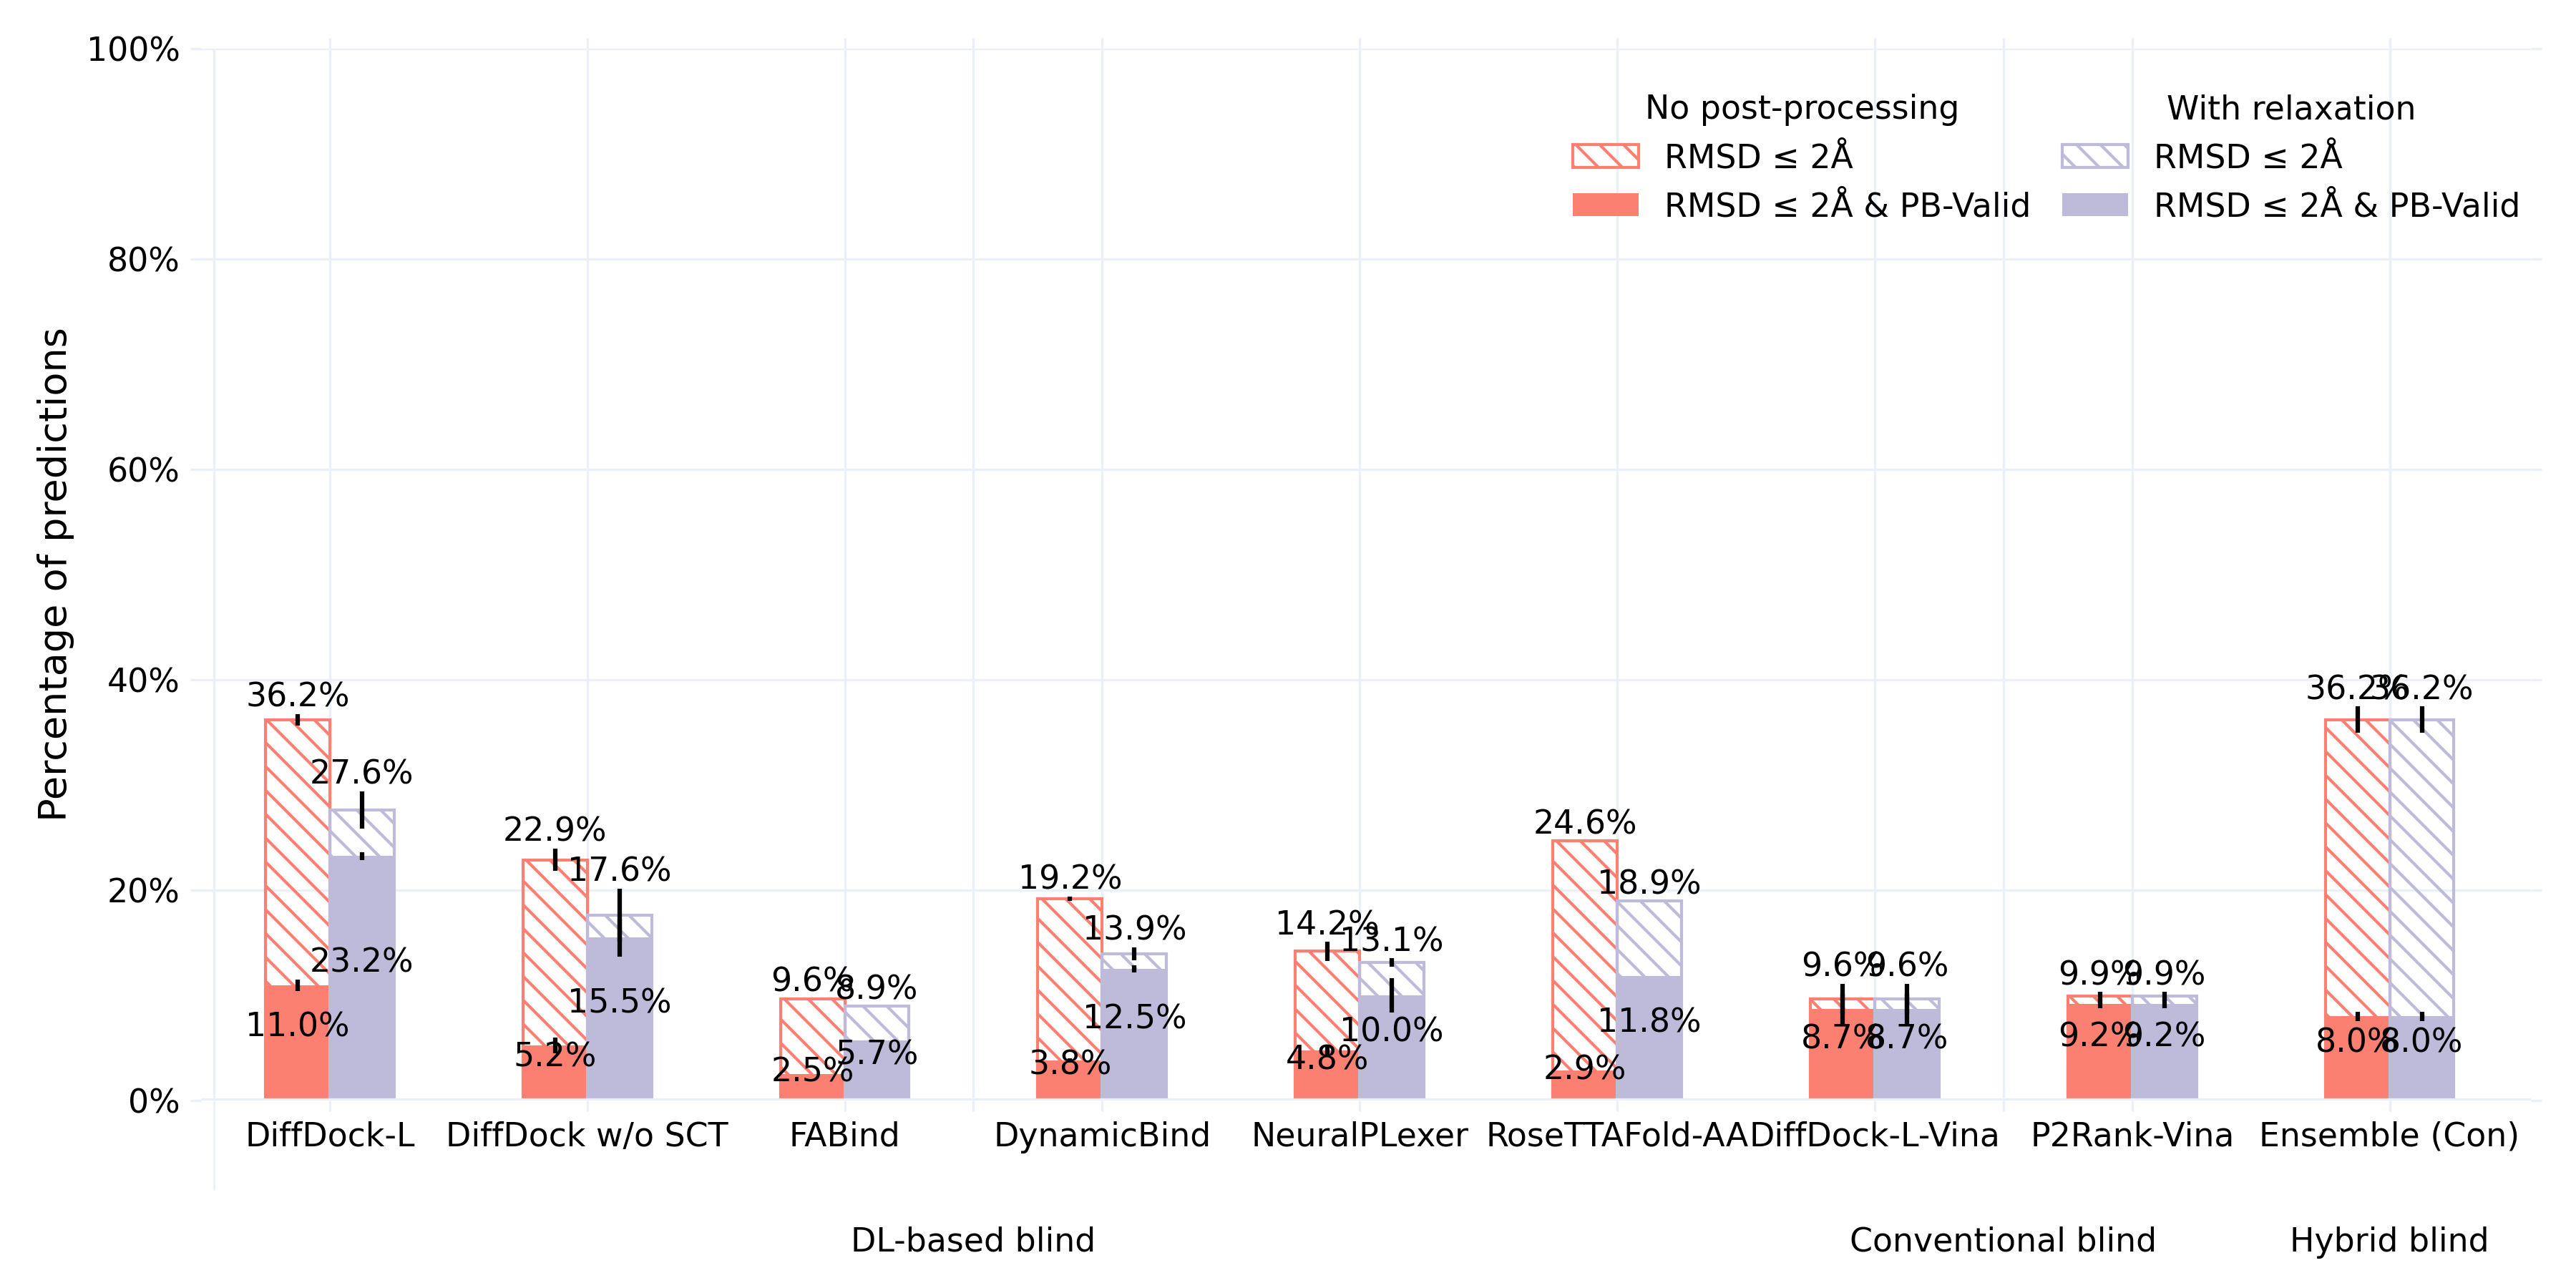 Percentage of predictions
100%
80%
60%
40%
20%
0%
No post-processing
RMSD ≤ 2Å
RMSD ≤ 2Å & PB-Valid
With relaxation
RMSD ≤ 2Å
RMSD ≤ 2Å & PB-Valid
36.2%
27.6%
23.2%
11.0%
22.9%
17.6%
15.5%
5.2%
9.6%
8.9%
5.7%
2.5%
19.2%
13.9%
12.5%
3.8%
14.2%
13.1%
10.0%
4.8%
24.6%
18.9%
11.8%
2.9%
9.6%
9.6%
8.7%
8.7%
9.9%
9.9%
9.2%
9.2%
36.2%
36.2%
8.0%
8.0%
DiffDock-L
DiffDock w/o SCT
FABind
DynamicBind
NeuralPLexer
RoseTTAFold-AA
DiffDock-L-Vina
P2Rank-Vina
Ensemble (Con)
DL-based blind
Conventional blind
Hybrid blind